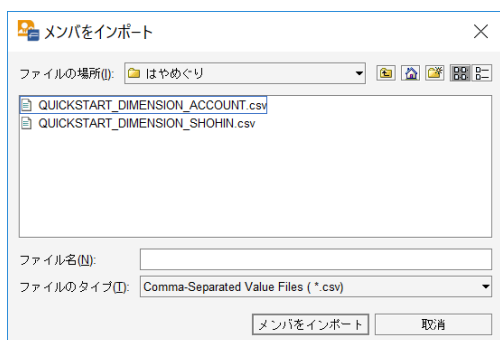 メンバをインポート
ファイルの場所(I): はやめぐり
QUICKSTART_DIMENSION_ACCOUNT.csv
QUICKSTART_DIMENSION_SHOHIN.csv
ファイル名(N):
ファイルのタイプ(T): Comma-Separated Value Files ( *.csv)
メンバをインポート 取消